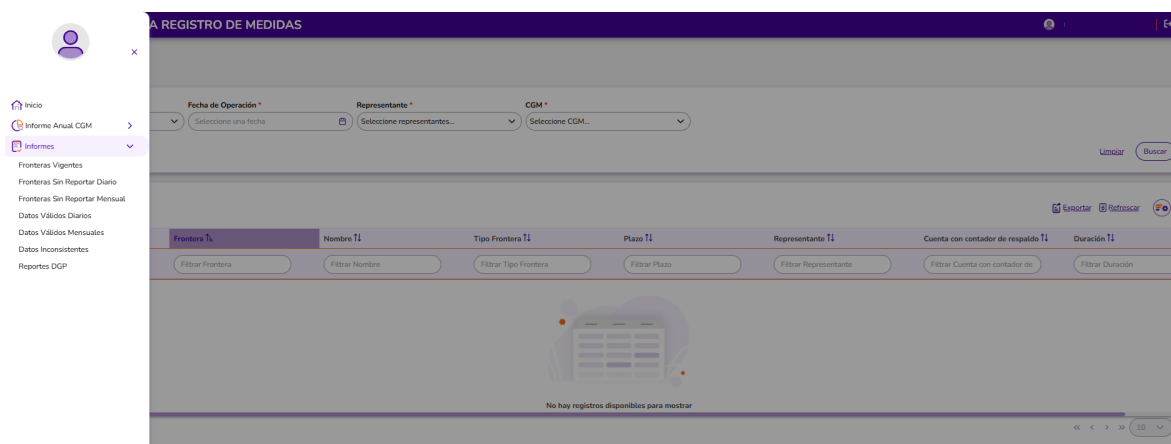 A REGISTRO DE MEDIDAS
Inicio
Informe Anual CGM
Informes
Fronteras Vigentes
Fronteras Sin Reportar Diario
Fronteras Sin Reportar Mensual
Datos Válidos Diarios
Datos Válidos Mensuales
Datos Inconsistentes
Reportes DGP
Fecha de Operación * Representante * CGM *
Seleccione una fecha Seleccione representantes... Seleccione CGM...
Limpiar Buscar
Exportar Refrescar
Frontera Nombre Tipo Frontera Plazo Representante Cuenta con contador de respaldo Duración
Filtrar Frontera Filtrar Nombre Filtrar Tipo Frontera Filtrar Plazo Filtrar Representante Filtrar Cuenta con contador de Filtrar Duración
No hay registros disponibles para mostrar
10